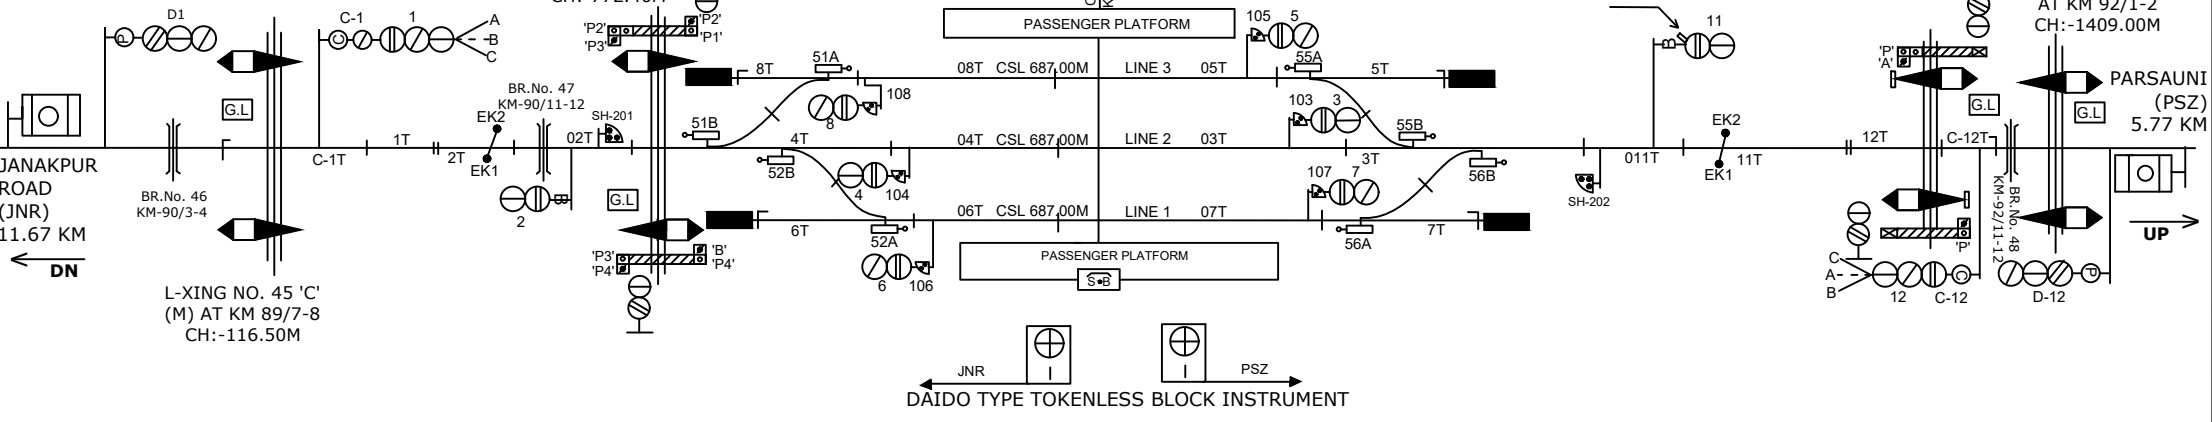 D1
P
C-1
1
A
B
C
C
'P2'
'P2'
'P3'
'P1'
PASSENGER PLATFORM
105
5
11
B
AT KM 92/1-2
CH:-1409.00M
'P'
'A'
51A
8T
08T
CSL 687.00M
LINE 3
05T
55A
5T
PARSAUNI
(PSZ)
5.77 KM
G.L
BR.No. 47
KM-90/11-12
EK2
SH-201
108
8
103
3
G.L
G.L
51B
55B
EK2
C-1T
1T
2T
EK1
02T
4T
04T
CSL 687.00M
LINE 2
03T
3T
011T
11T
EK1
12T
C-12T
JANAKPUR
ROAD
(JNR)
11.67 KM
DN
BR.No. 46
KM-90/3-4
52B
56B
4
104
107
7
SH-202
2
B
G.L
BR.No. 48
KM-92/11-12
6T
06T
CSL 687.00M
LINE 1
07T
7T
52A
56A
UP
'P3'
'P4'
'B'
'P4'
PASSENGER PLATFORM
S B
6
106
'P'
C
A
B
12
C
C-12
P
D-12
L-XING NO. 45 'C'
(M) AT KM 89/7-8
CH:-116.50M
JNR
PSZ
DAIDO TYPE TOKENLESS BLOCK INSTRUMENT